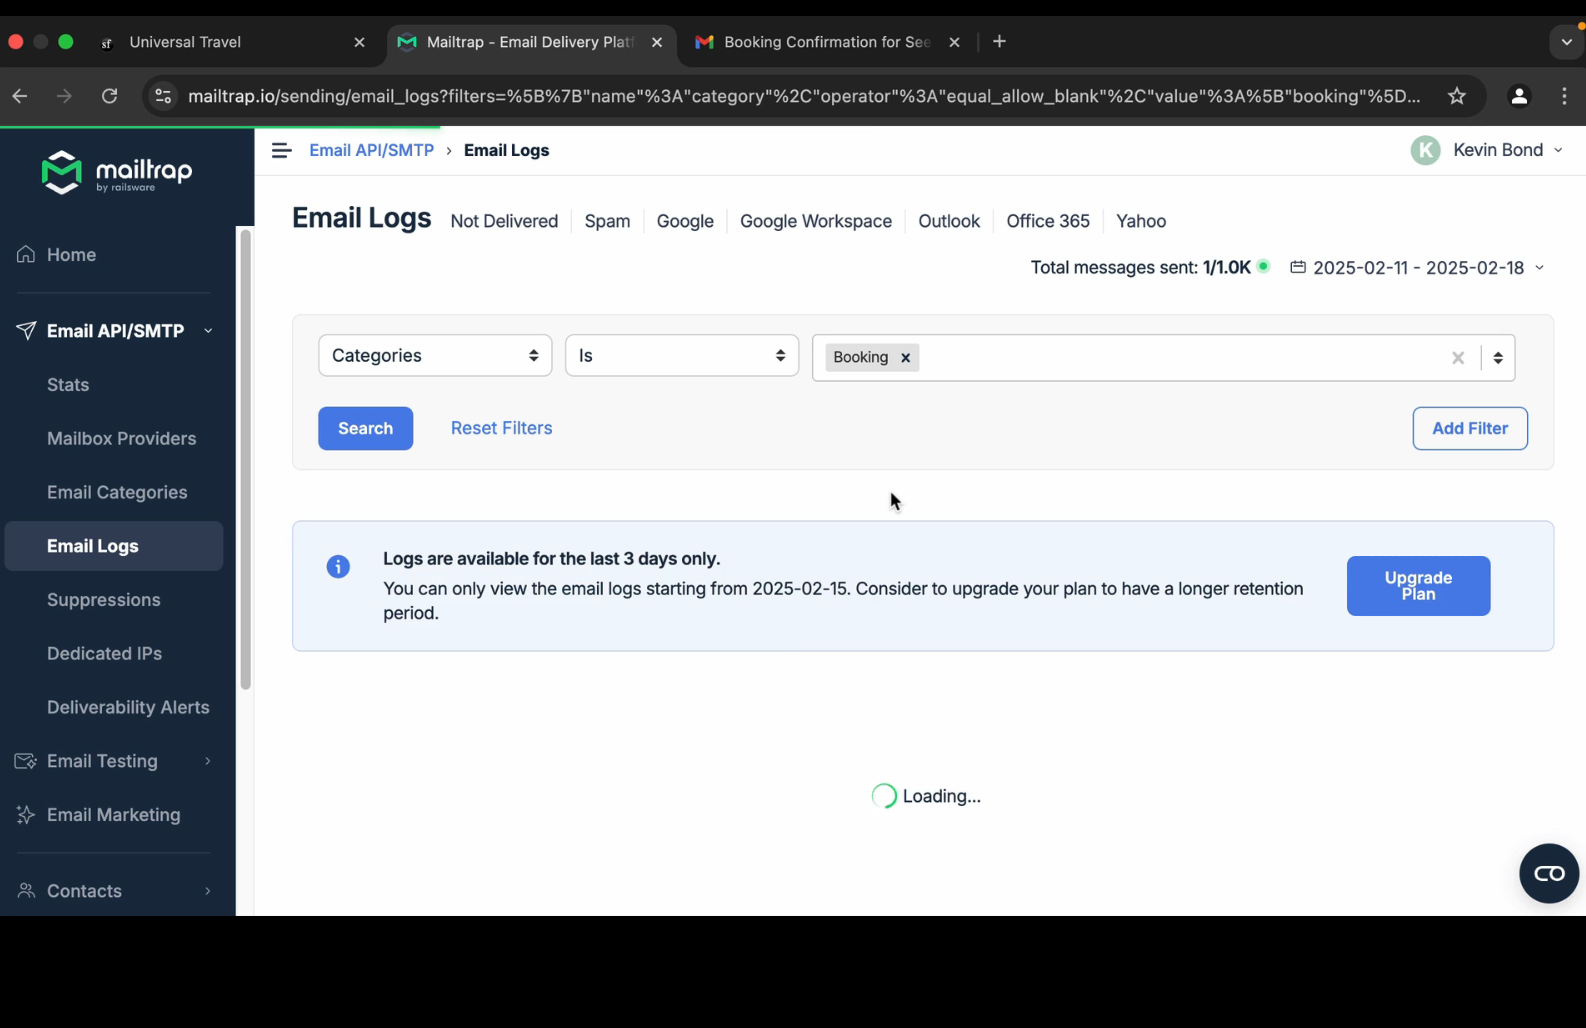 sf Universal Travel
Mailtrap - Email Delivery Platf
Booking Confirmation for See
mailtrap.io/sending/email_logs?filters=%5B%7B"name"%3A"category"%2C"operator"%3A"equal_allow_blank"%2C"value"%3A%5B"booking"%5D...
mailtrap
by railsware
Email API/SMTP › Email Logs
K Kevin Bond
Home
Email API/SMTP
Stats
Mailbox Providers
Email Categories
Email Logs
Suppressions
Dedicated IPs
Deliverability Alerts
Email Testing
Email Marketing
Contacts
Email Logs Not Delivered Spam Google Google Workspace Outlook Office 365 Yahoo
Total messages sent: 1/1.0K 2025-02-11 - 2025-02-18
Categories Is Booking
Search Reset Filters Add Filter
Logs are available for the last 3 days only.
You can only view the email logs starting from 2025-02-15. Consider to upgrade your plan to have a longer retention
period.
Upgrade
Plan
Loading...